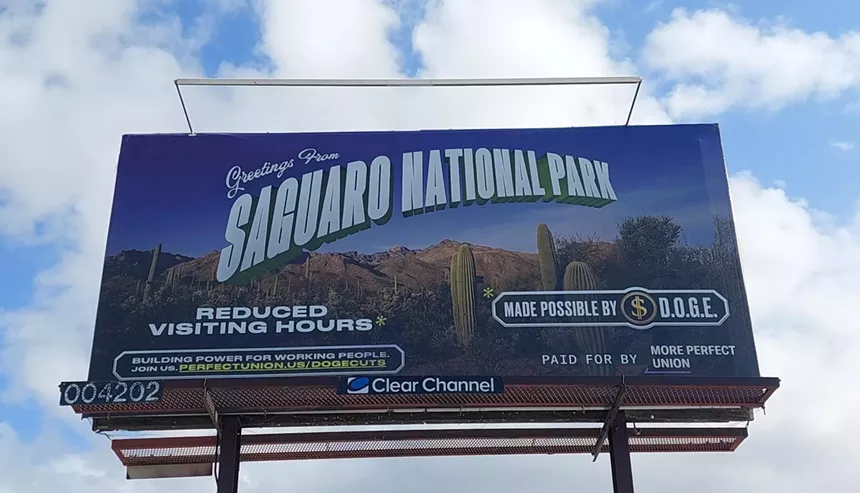 Greetings From
SAGUARO NATIONAL PARK
REDUCED
VISITING HOURS*
* MADE POSSIBLE BY $ D.O.G.E.
BUILDING POWER FOR WORKING PEOPLE.
JOIN US. PERFECTUNION.US/DOGECUTS
PAID FOR BY MORE PERFECT
UNION
004202
Clear Channel